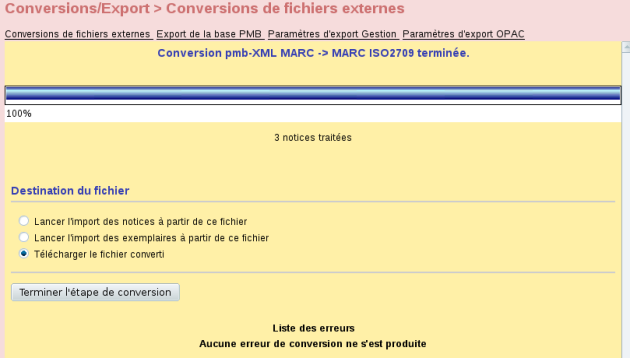 Conversions/Export > Conversions de fichiers externes
Conversions de fichiers externes Export de la base PMB Paramétres d'export Gestion Paramétres d'export OPAC
Conversion pmb-XML MARC -> MARC ISO2709 terminée.
100%
3 notices traitées
Destination du fichier
Lancer l'import des notices à partir de ce fichier
Lancer l'import des exemplaires à partir de ce fichier
Télécharger le fichier converti
Terminer l'étape de conversion
Liste des erreurs
Aucune erreur de conversion ne s'est produite